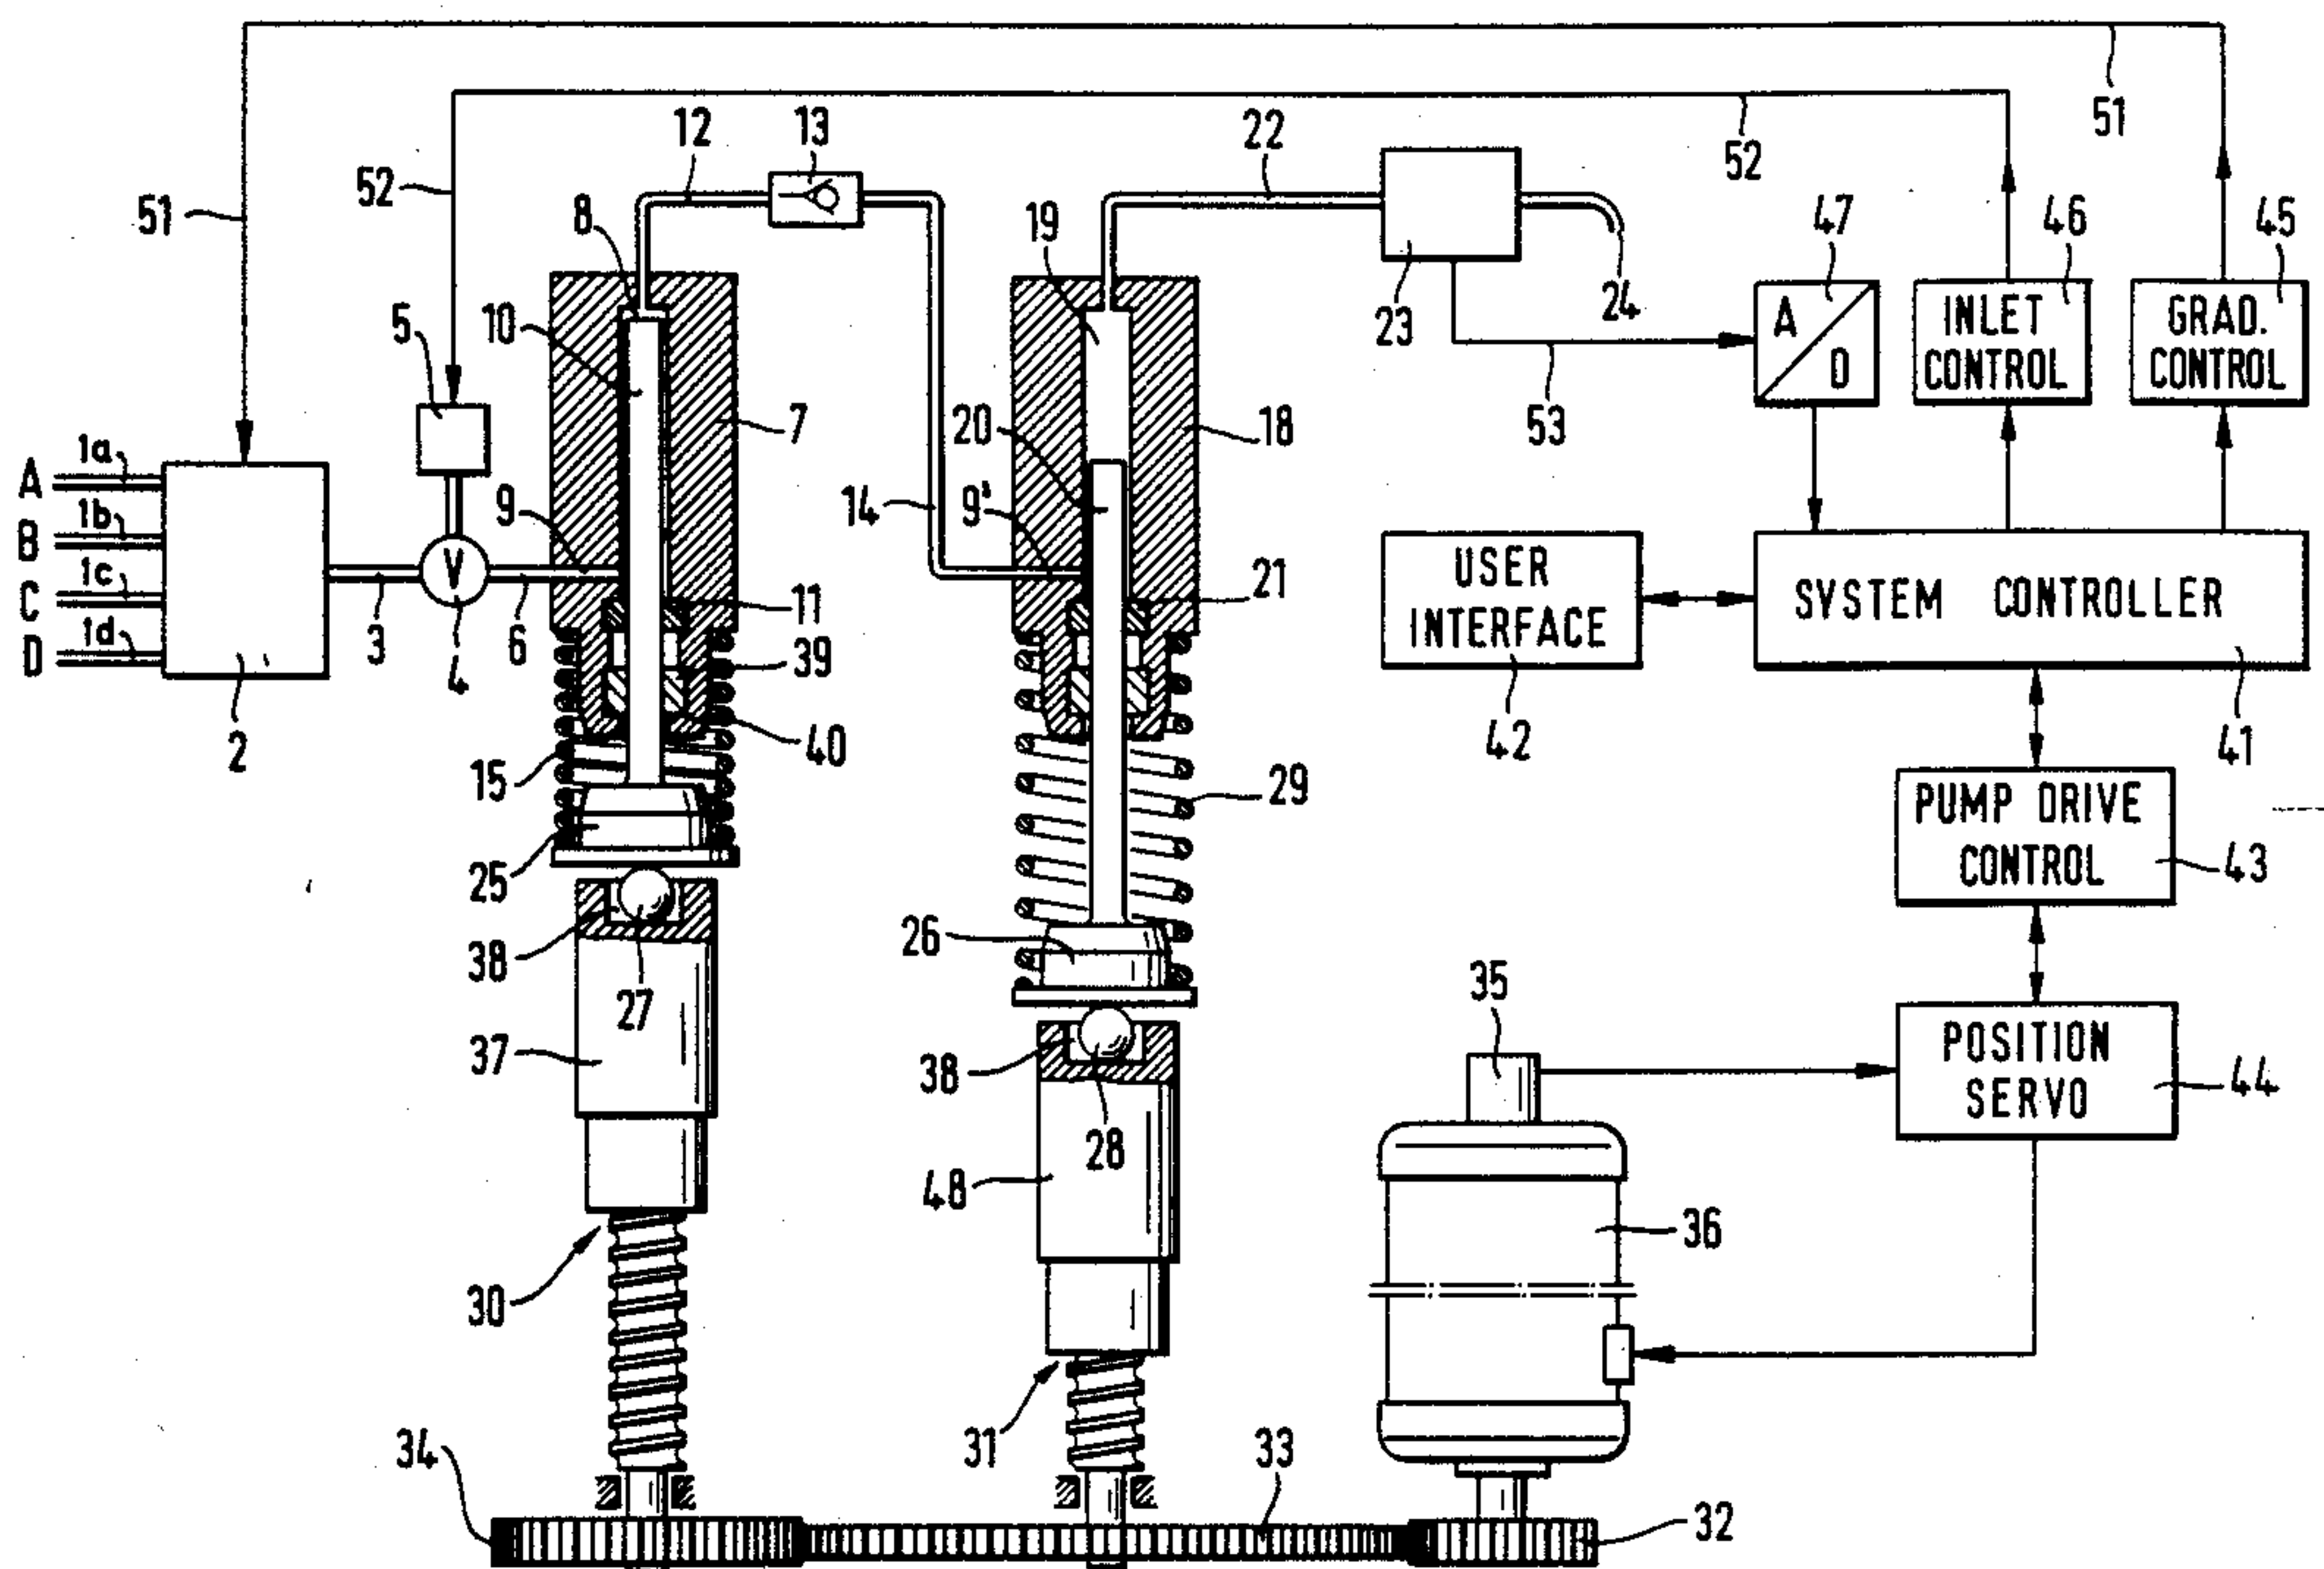 51
52
12
13
22
52
51
51
52
8
10
5
19
23
24
47
46
45
A
D
INLET
CONTROL
GRAD.
CONTROL
53
7
20
18
A
1a
B
1b
C
1c
D
1d
9
14
9'
V
3
4
6
2
11
21
39
40
15
29
USER
INTERFACE
42
SYSTEM CONTROLLER
41
PUMP DRIVE
CONTROL
43
25
38
27
26
37
38
28
48
35
POSITION
SERVO
44
36
30
31
34
33
32